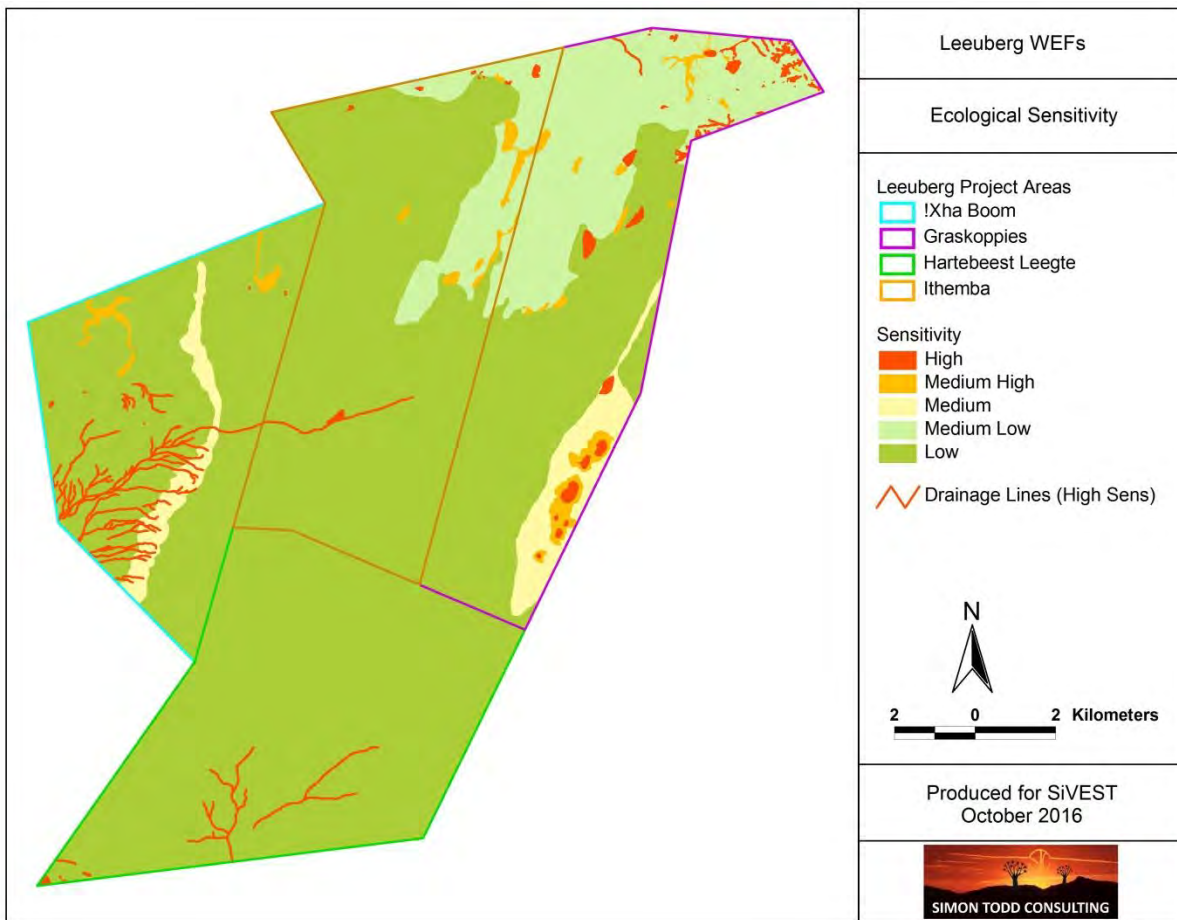 Leeuberg WEFs
Ecological Sensitivity
Leeuberg Project Areas
!Xha Boom
Graskoppies
Hartebeest Leegte
Ithemba
Sensitivity
High
Medium High
Medium
Medium Low
Low
Drainage Lines (High Sens)
N
2 0 2 Kilometers
Produced for SiVEST
October 2016
SIMON TODD CONSULTING